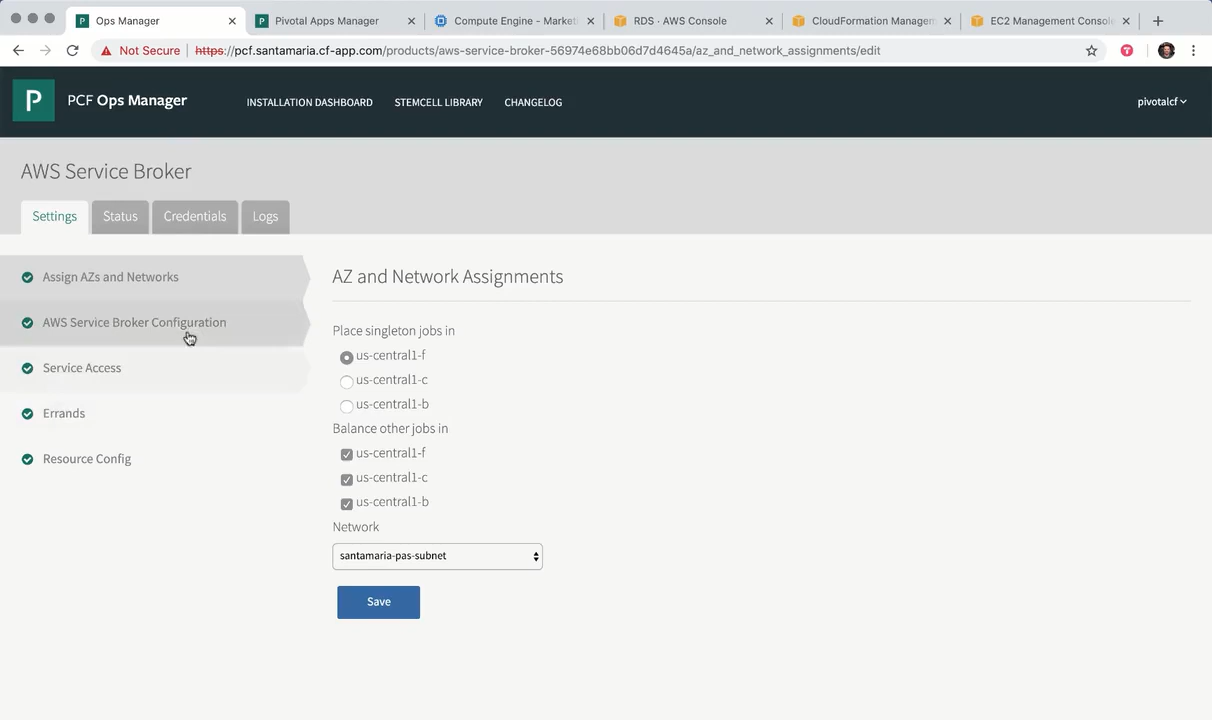 Ops Manager
Pivotal Apps Manager
Compute Engine - Market
RDS · AWS Console
CloudFormation Managem
EC2 Management Console
Not Secure https://pcf.santamaria.cf-app.com/products/aws-service-broker-56974e68bb06d7d4645a/az_and_network_assignments/edit
P PCF Ops Manager INSTALLATION DASHBOARD STEMCELL LIBRARY CHANGELOG pivotalcf
AWS Service Broker
Settings Status Credentials Logs
Assign AZs and Networks
AWS Service Broker Configuration
Service Access
Errands
Resource Config
AZ and Network Assignments
Place singleton jobs in
us-central1-f
us-central1-c
us-central1-b
Balance other jobs in
us-central1-f
us-central1-c
us-central1-b
Network
santamaria-pas-subnet
Save